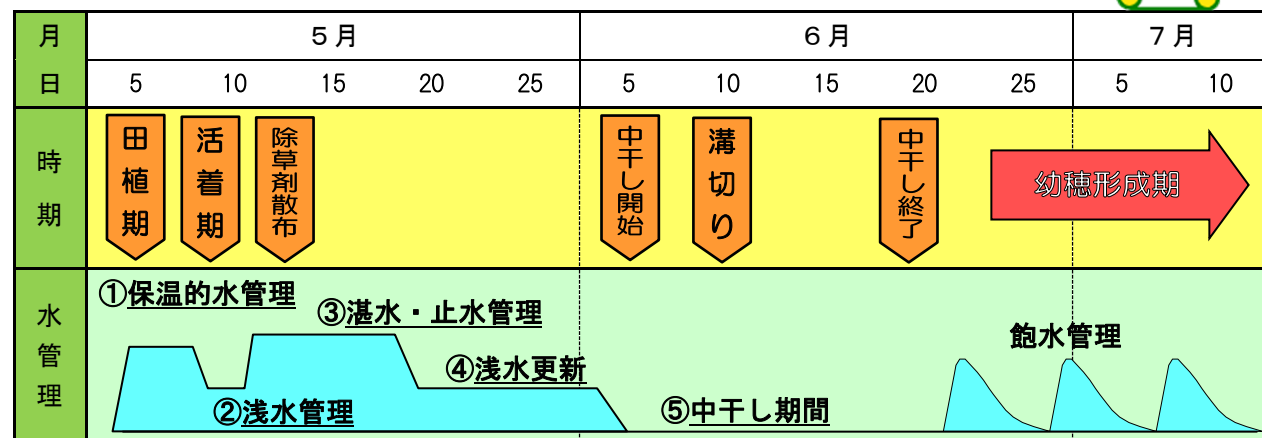 月 5月 6月 7月
日 5 10 15 20 25 5 10 15 20 25 5 10
時期
田植期
活着期
除草剤散布
中干し開始
溝切り
中干し終了
幼穂形成期
水管理
①保温的水管理
③湛水・止水管理
飽水管理
④浅水更新
②浅水管理
⑤中干し期間